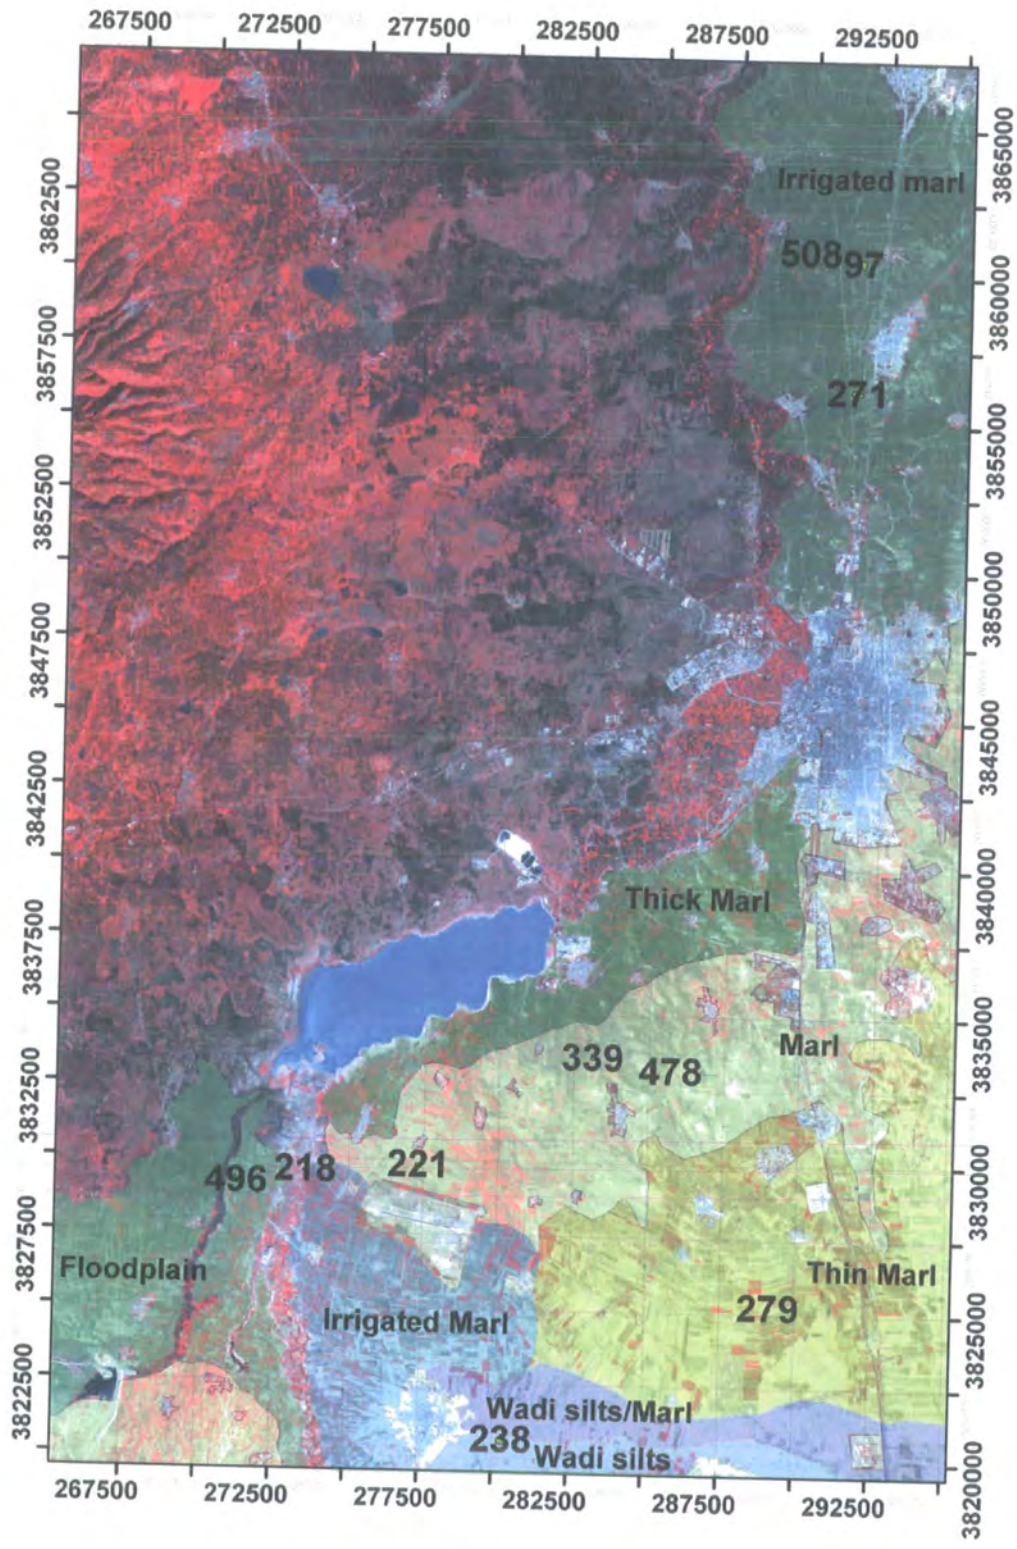 267500 272500 277500 282500 287500 292500
3865000
3862500
Irrigated marl
50897
3860000
3857500
271
3855000
3852500
3850000
3847500
3845000
3842500
Thick Marl
3840000
3837500
3835000
Marl
339 478
3832500
496 218 221
3830000
3827500
Floodplain
Thin Marl
279
Irrigated Marl
3825000
3822500
Wadi silts/Marl
238
Wadi silts
3820000
267500 272500 277500 282500 287500 292500